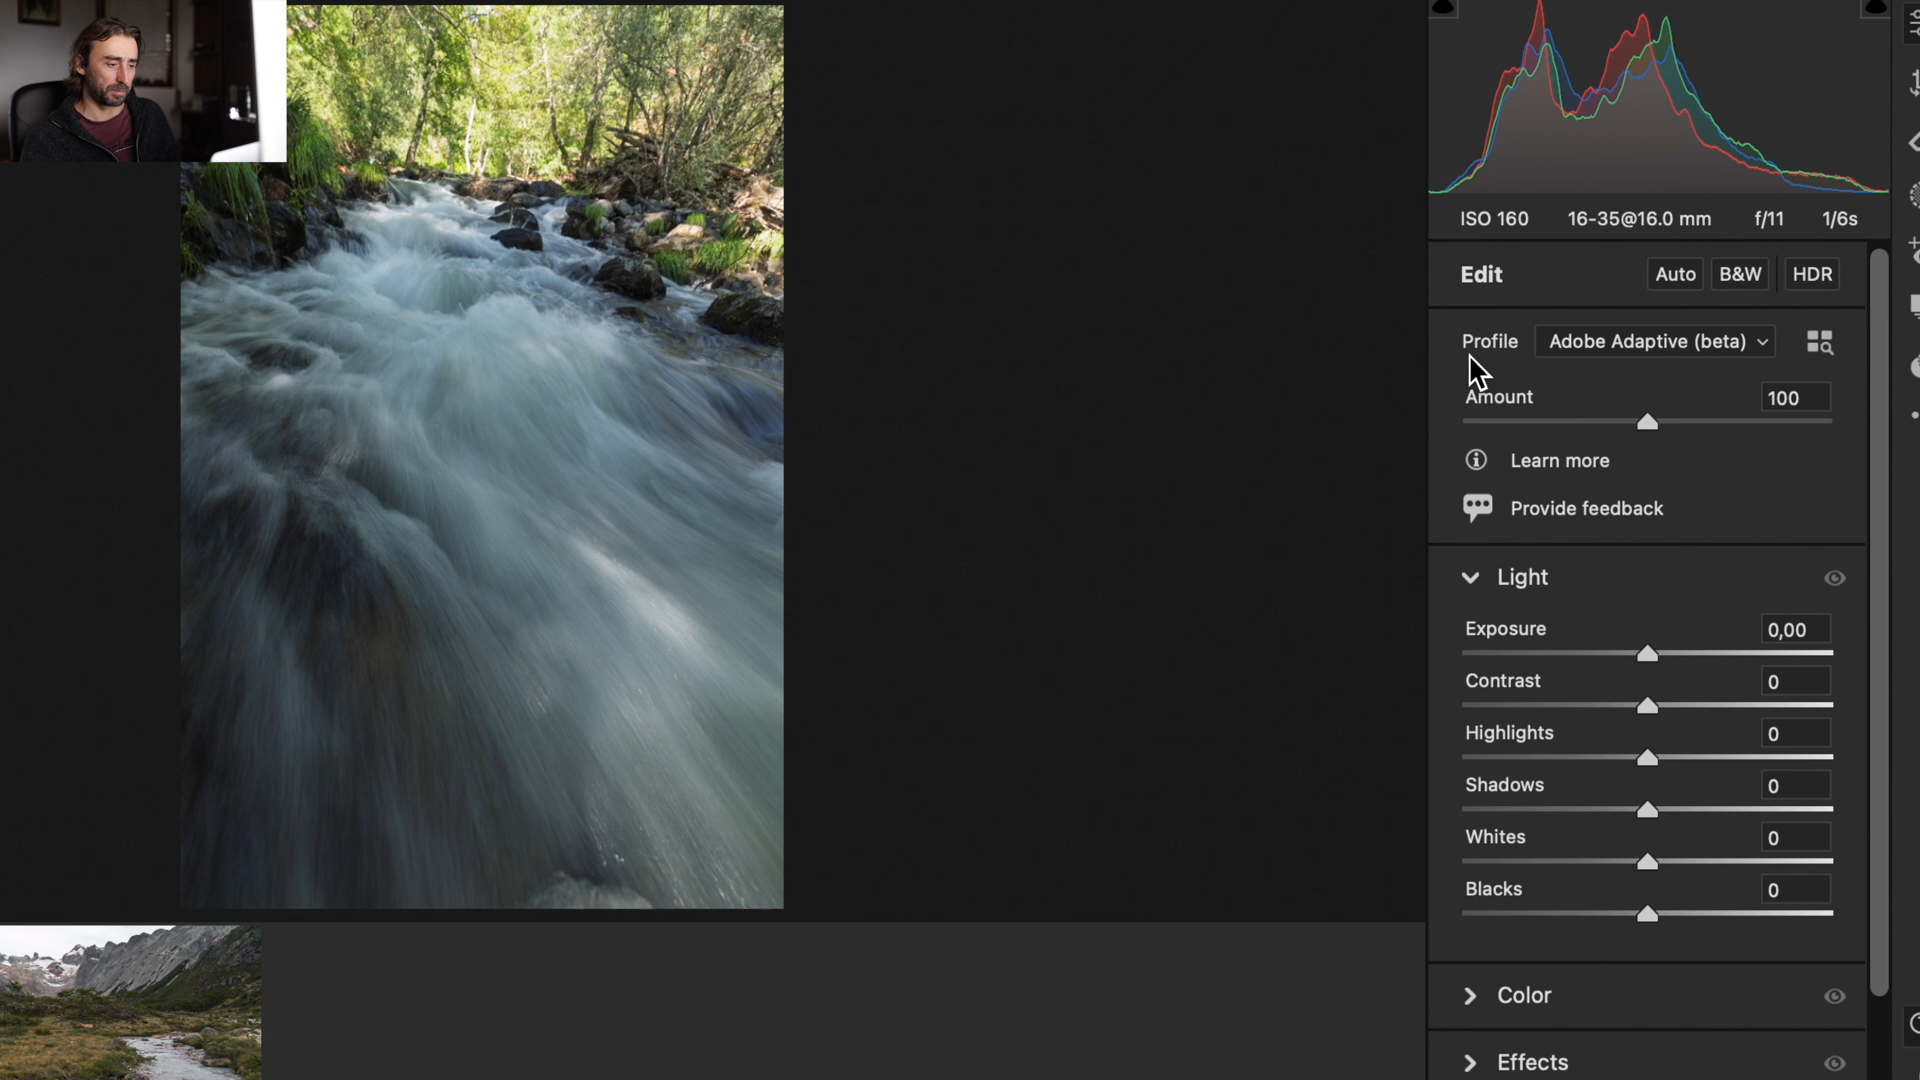 ISO 160 16-35@16.0 mm f/11 1/6s
Edit Auto B&W HDR
Profile Adobe Adaptive (beta)
Amount 100
Learn more
Provide feedback
Light
Exposure 0,00
Contrast 0
Highlights 0
Shadows 0
Whites 0
Blacks 0
Color
Effects